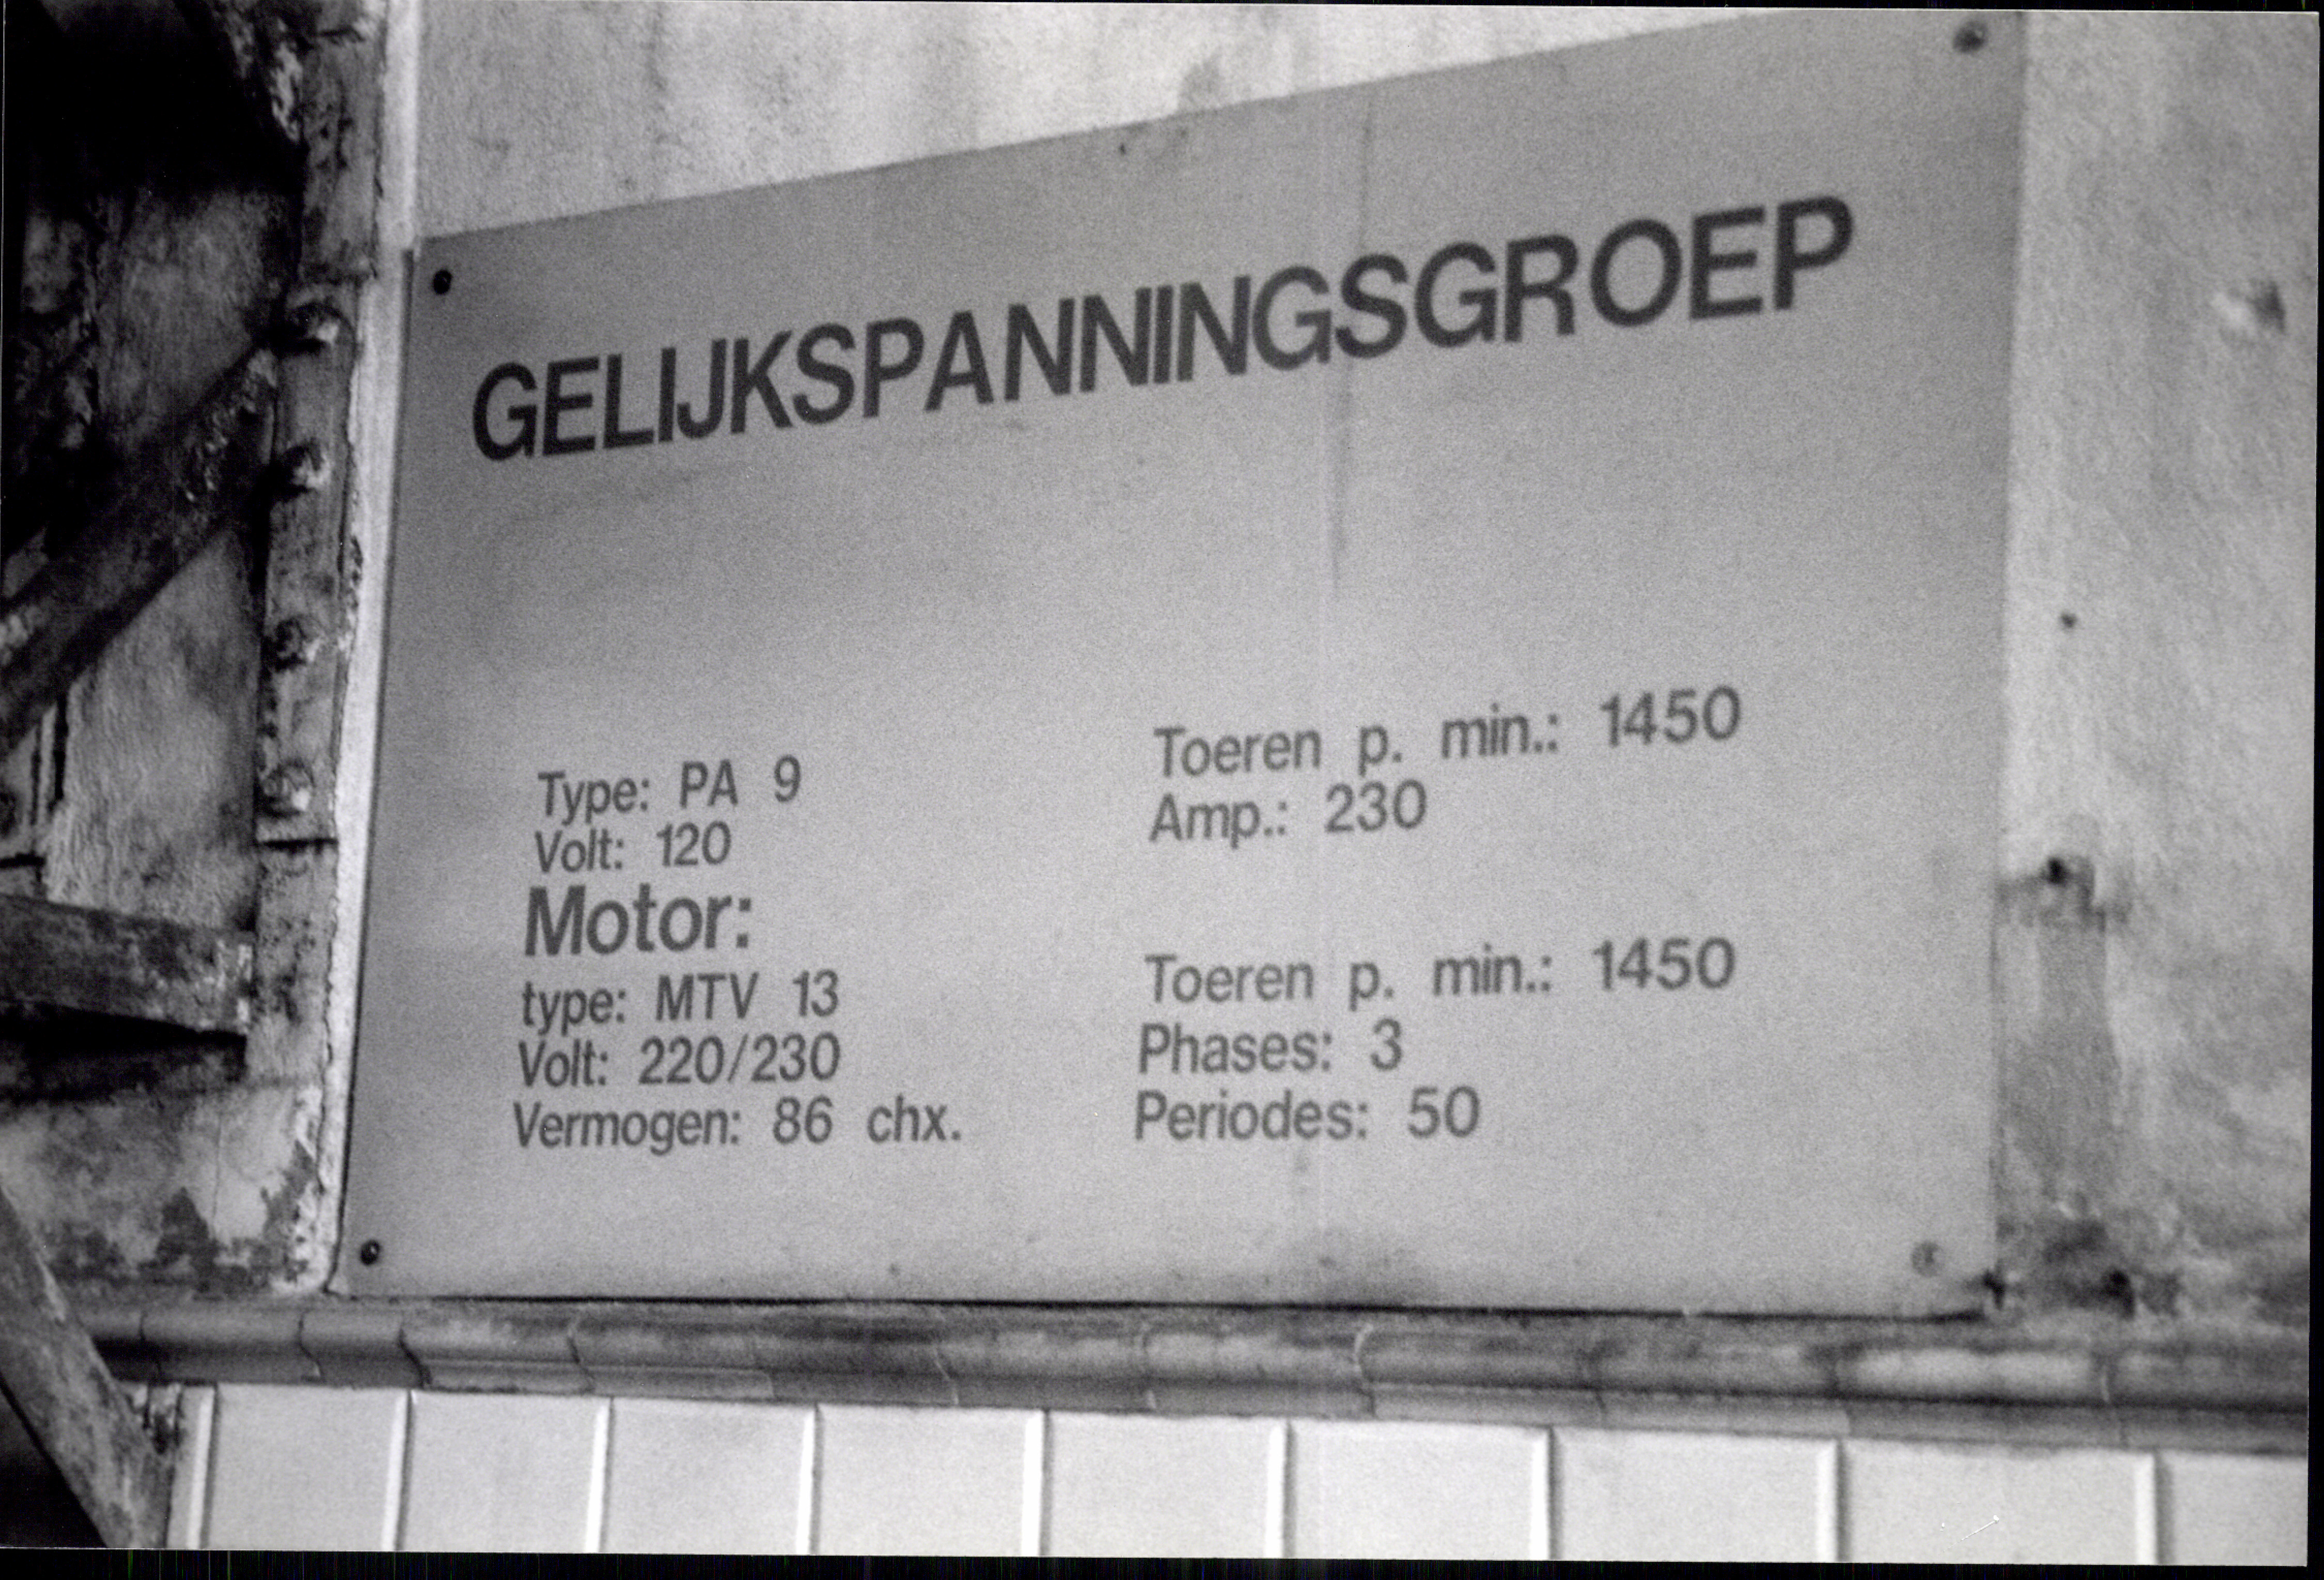 GELIJKSPANNINGSGROEP
Type: PA 9 Toeren p. min.: 1450
Volt: 120 Amp.: 230
Motor:
type: MTV 13 Toeren p. min.: 1450
Volt: 220/230 Phases: 3
Vermogen: 86 chx. Periodes: 50